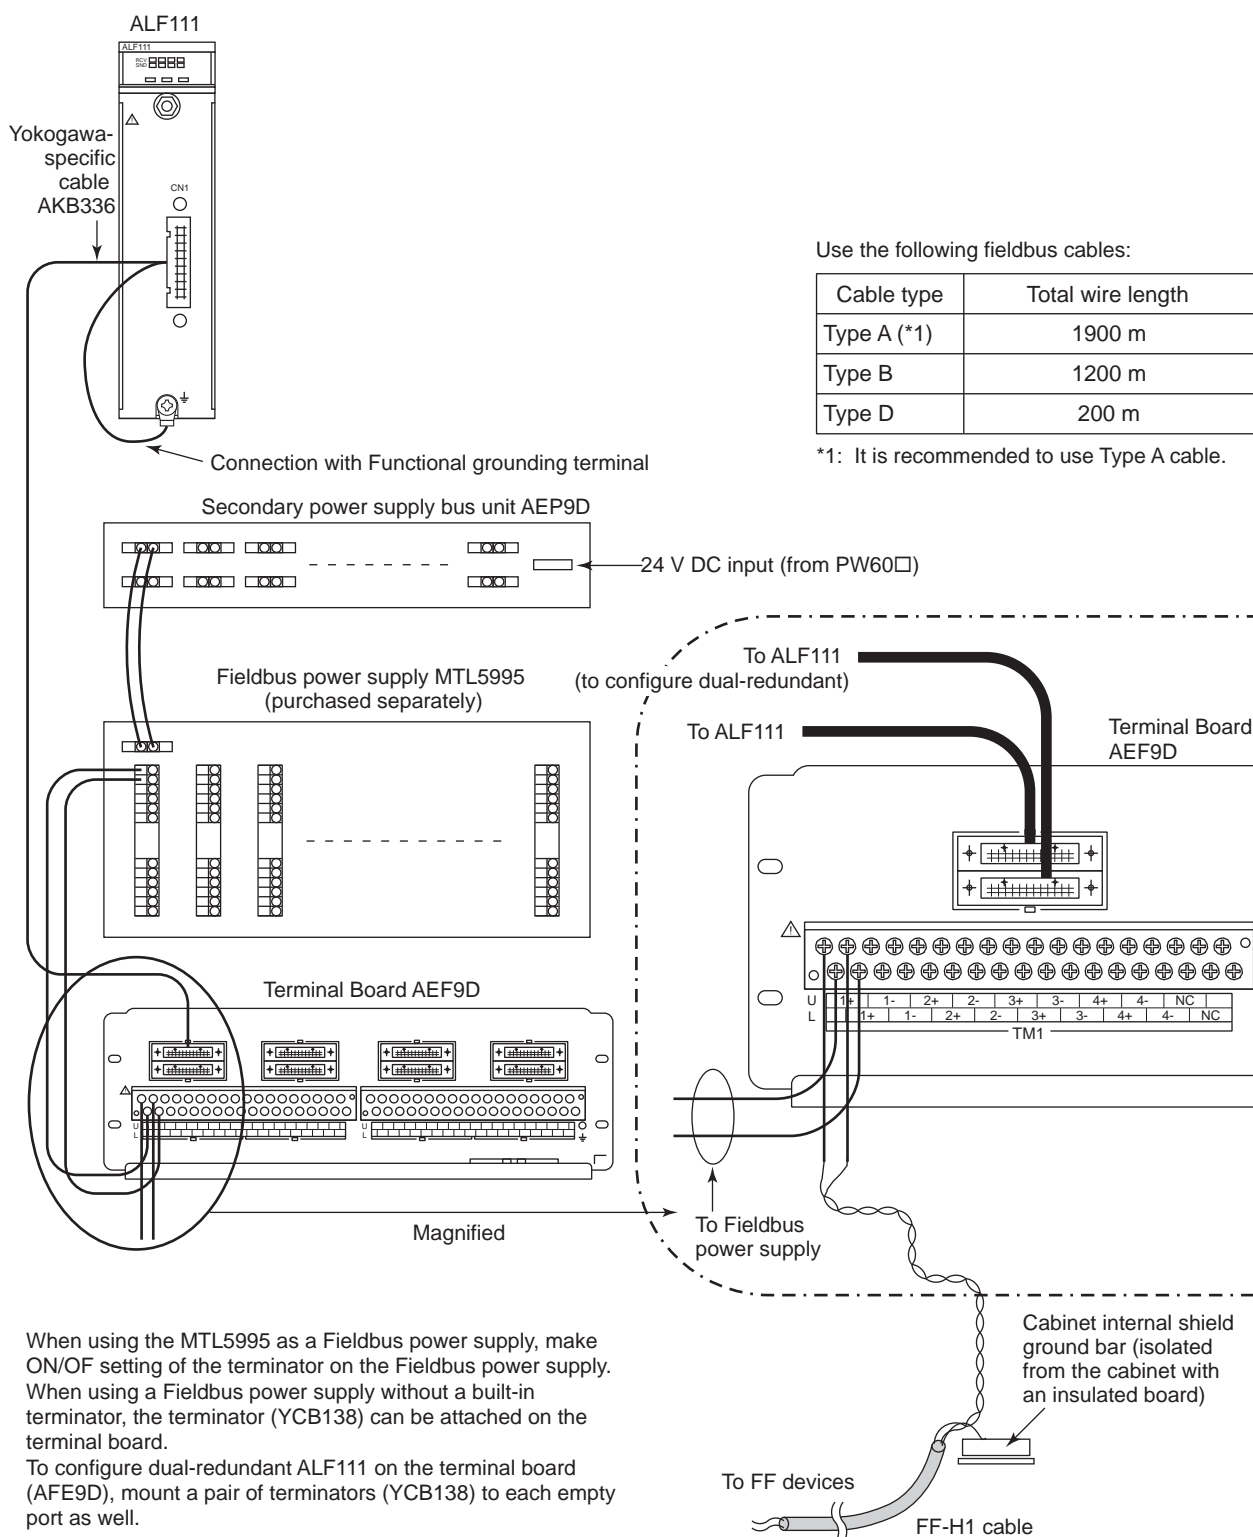 ALF111
ALF111
RCV
SND
Yokogawa-
specific
cable
AKB336
CN1
Connection with Functional grounding terminal
Use the following fieldbus cables:
Cable type Total wire length
Type A (*1) 1900 m
Type B 1200 m
Type D 200 m
*1: It is recommended to use Type A cable.
Secondary power supply bus unit AEP9D
24 V DC input (from PW60□)
Fieldbus power supply MTL5995
(purchased separately)
To ALF111
(to configure dual-redundant)
To ALF111
Terminal Board
AEF9D
U 1+ 1- 2+ 2- 3+ 3- 4+ 4- NC
L 1+ 1- 2+ 2- 3+ 3- 4+ 4- NC
TM1
Terminal Board AEF9D
U
L
U
L
Magnified
To Fieldbus
power supply
Cabinet internal shield
ground bar (isolated
from the cabinet with
an insulated board)
To FF devices
FF-H1 cable
When using the MTL5995 as a Fieldbus power supply, make
ON/OF setting of the terminator on the Fieldbus power supply.
When using a Fieldbus power supply without a built-in
terminator, the terminator (YCB138) can be attached on the
terminal board.
To configure dual-redundant ALF111 on the terminal board
(AFE9D), mount a pair of terminators (YCB138) to each empty
port as well.